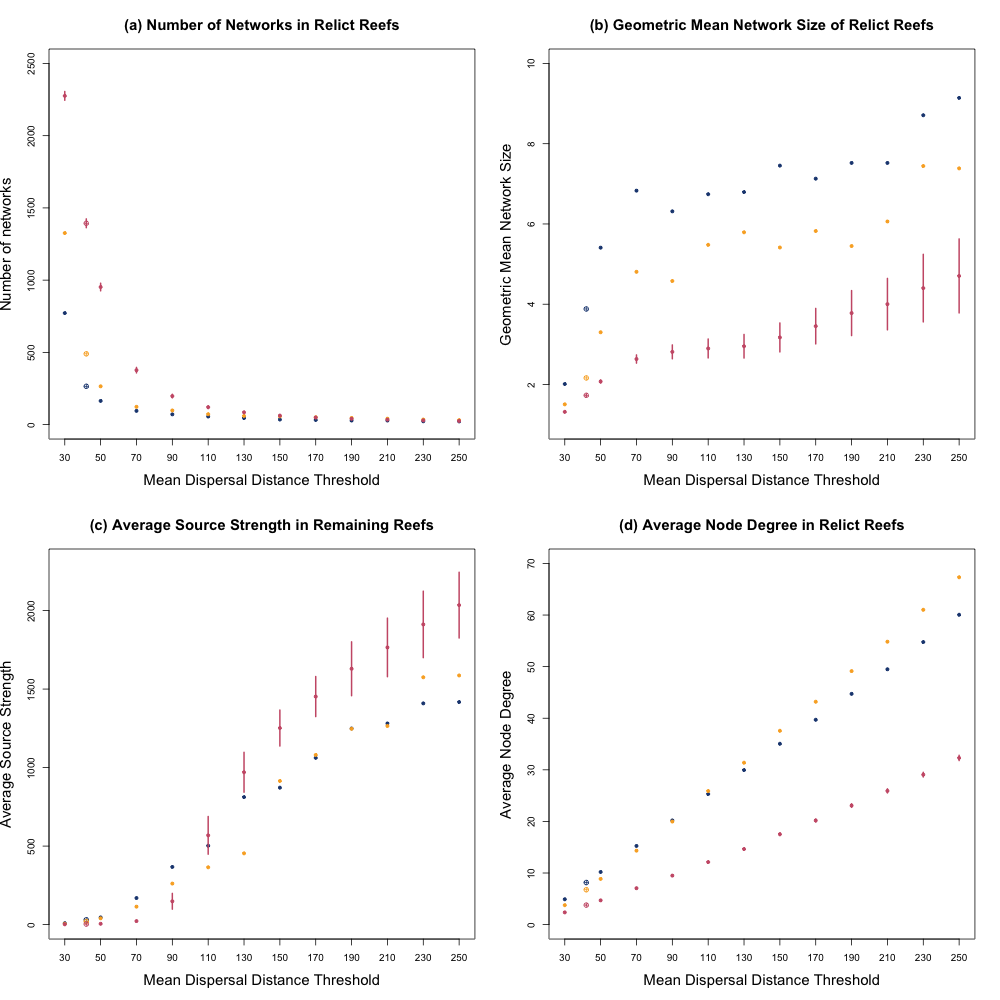 (a) Number of Networks in Relict Reefs
Number of networks
0
500
1000
1500
2000
2500
30 50 70 90 110 130 150 170 190 210 230 250
Mean Dispersal Distance Threshold
(b) Geometric Mean Network Size of Relict Reefs
Geometric Mean Network Size
2
4
6
8
10
30 50 70 90 110 130 150 170 190 210 230 250
Mean Dispersal Distance Threshold
(c) Average Source Strength in Remaining Reefs
Average Source Strength
0
500
1000
1500
2000
30 50 70 90 110 130 150 170 190 210 230 250
Mean Dispersal Distance Threshold
(d) Average Node Degree in Relict Reefs
Average Node Degree
0
10
20
30
40
50
60
70
30 50 70 90 110 130 150 170 190 210 230 250
Mean Dispersal Distance Threshold